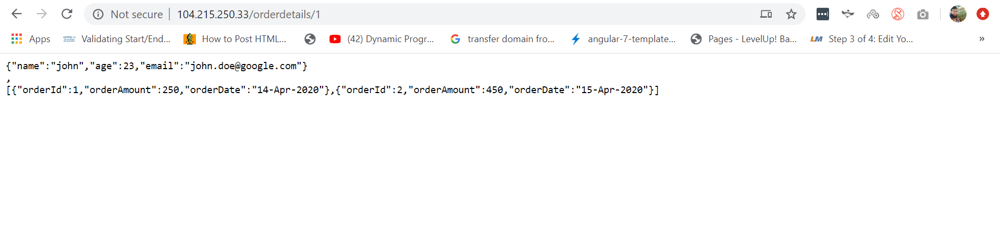 Not secure | 104.215.250.33/orderdetails/1
Apps <DTPD /> Validating Start/End... How to Post HTML... (42) Dynamic Progr... transfer domain fro... angular-7-template... Pages - LevelUp! Ba... LM Step 3 of 4: Edit Yo... »
{"name":"john","age":23,"email":"john.doe@google.com"}
,
[{"orderId":1,"orderAmount":250,"orderDate":"14-Apr-2020"},{"orderId":2,"orderAmount":450,"orderDate":"15-Apr-2020"}]